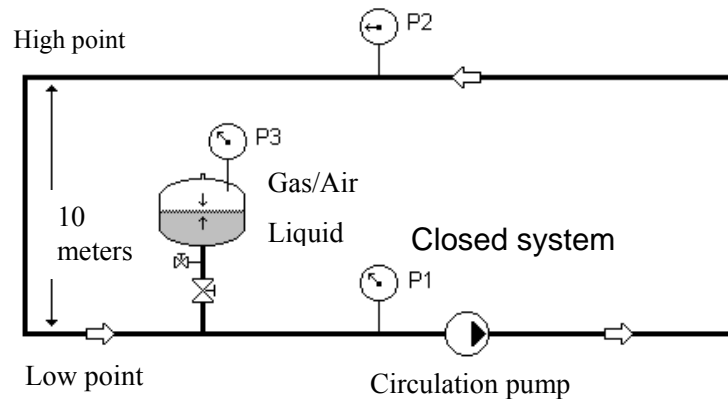 P2
High point
P3
Gas/Air
10
meters
Liquid
Closed system
P1
Low point
Circulation pump